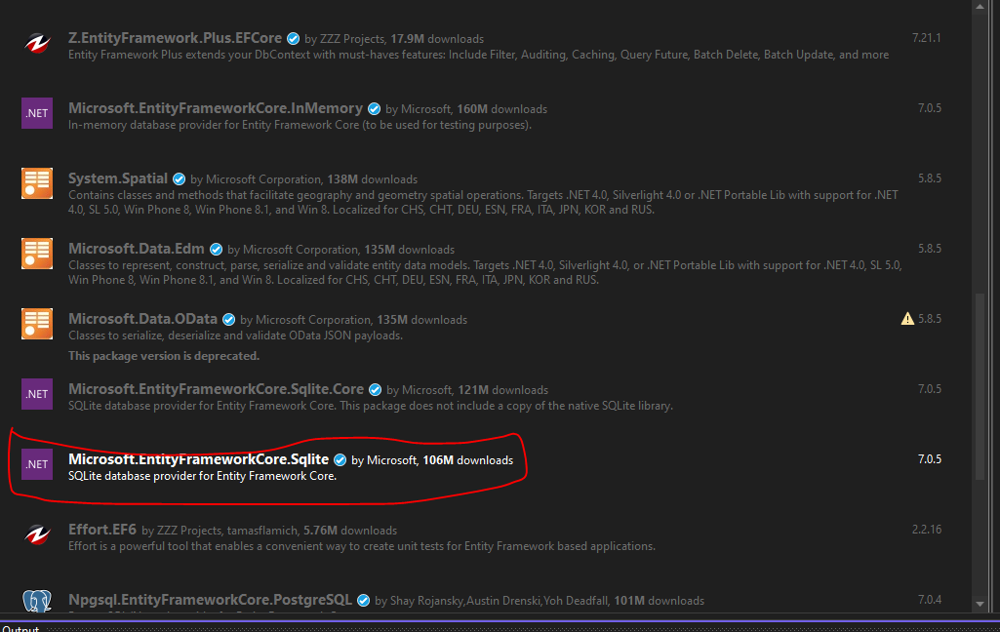 Z.EntityFramework.Plus.EFCore by ZZZ Projects, 17.9M downloads 7.21.1
Entity Framework Plus extends your DbContext with must-haves features: Include Filter, Auditing, Caching, Query Future, Batch Delete, Batch Update, and more
.NET Microsoft.EntityFrameworkCore.InMemory by Microsoft, 160M downloads 7.0.5
In-memory database provider for Entity Framework Core (to be used for testing purposes).
System.Spatial by Microsoft Corporation, 138M downloads 5.8.5
Contains classes and methods that facilitate geography and geometry spatial operations. Targets .NET 4.0, Silverlight 4.0 or .NET Portable Lib with support for .NET
4.0, SL 5.0, Win Phone 8, Win Phone 8.1, and Win 8. Localized for CHS, CHT, DEU, ESN, FRA, ITA, JPN, KOR and RUS.
Microsoft.Data.Edm by Microsoft Corporation, 135M downloads 5.8.5
Classes to represent, construct, parse, serialize and validate entity data models. Targets .NET 4.0, Silverlight 4.0, or .NET Portable Lib with support for .NET 4.0, SL 5.0,
Win Phone 8, Win Phone 8.1, and Win 8. Localized for CHS, CHT, DEU, ESN, FRA, ITA, JPN, KOR and RUS.
Microsoft.Data.OData by Microsoft Corporation, 135M downloads 5.8.5
Classes to serialize, deserialize and validate OData JSON payloads.
This package version is deprecated.
.NET Microsoft.EntityFrameworkCore.Sqlite.Core by Microsoft, 121M downloads 7.0.5
SQLite database provider for Entity Framework Core. This package does not include a copy of the native SQLite library.
.NET Microsoft.EntityFrameworkCore.Sqlite by Microsoft, 106M downloads 7.0.5
SQLite database provider for Entity Framework Core.
Effort.EF6 by ZZZ Projects, tamasflamich, 5.76M downloads 2.2.16
Effort is a powerful tool that enables a convenient way to create unit tests for Entity Framework based applications.
Npgsql.EntityFrameworkCore.PostgreSQL by Shay Rojansky,Austin Drenski,Yoh Deadfall, 101M downloads 7.0.4
Output